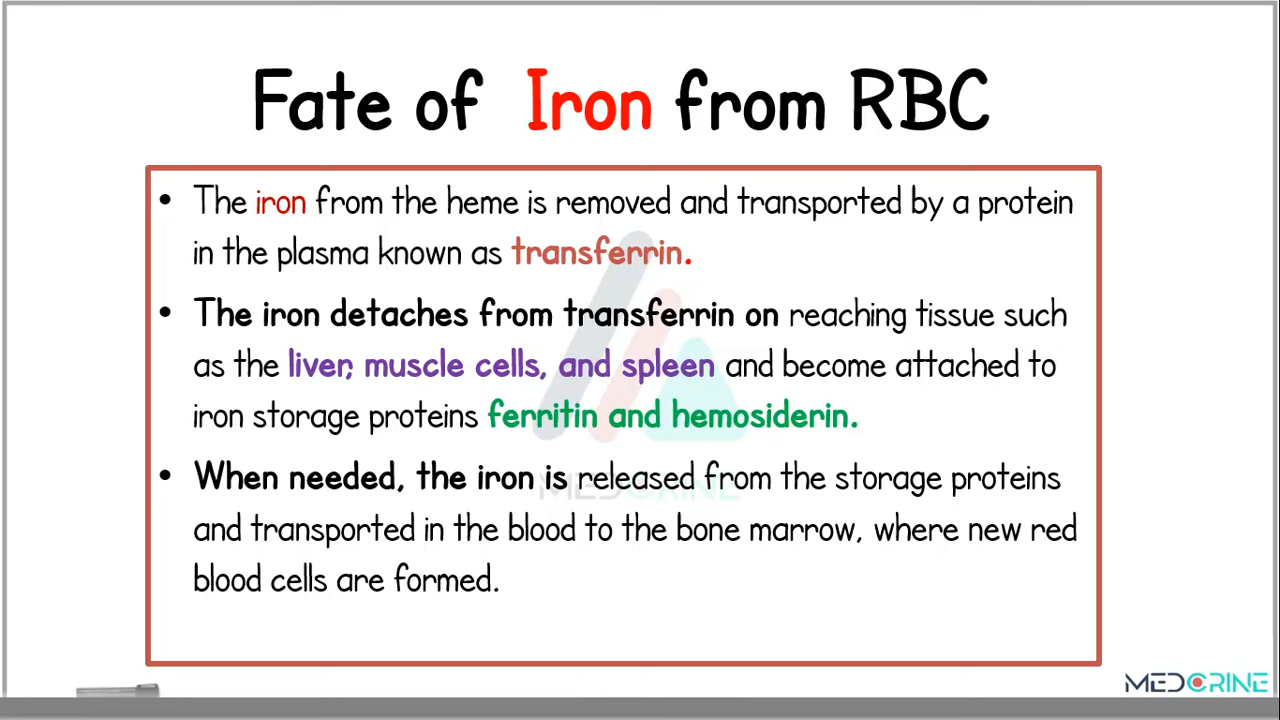 Fate of Iron from RBC
• The iron from the heme is removed and transported by a protein
in the plasma known as transferrin.
• The iron detaches from transferrin on reaching tissue such
as the liver, muscle cells, and spleen and become attached to
iron storage proteins ferritin and hemosiderin.
• When needed, the iron is released from the storage proteins
MEDCRINE
and transported in the blood to the bone marrow, where new red
blood cells are formed.
MEDCRINE